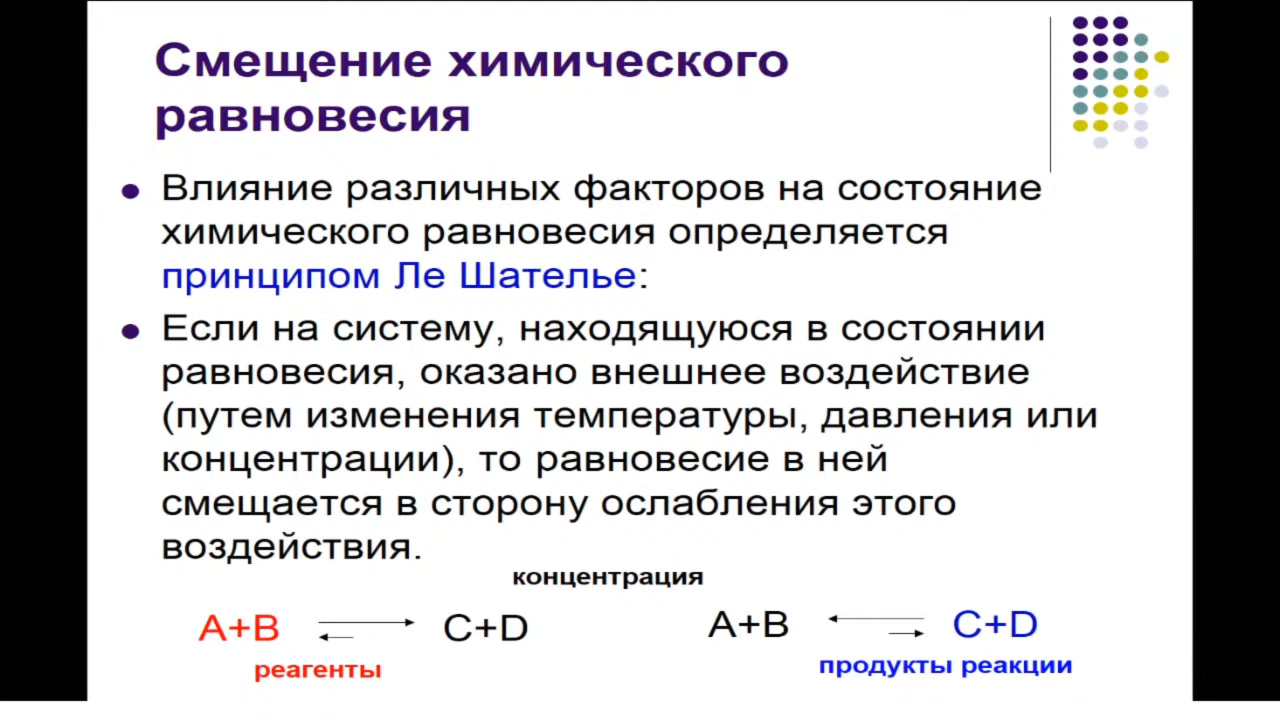 Смещение химического
равновесия
Влияние различных факторов на состояние
химического равновесия определяется
принципом Ле Шателье:
Если на систему, находящуюся в состоянии
равновесия, оказано внешнее воздействие
(путем изменения температуры, давления или
концентрации), то равновесие в ней
смещается в сторону ослабления этого
воздействия.
концентрация
A+B C+D A+B C+D
реагенты продукты реакции